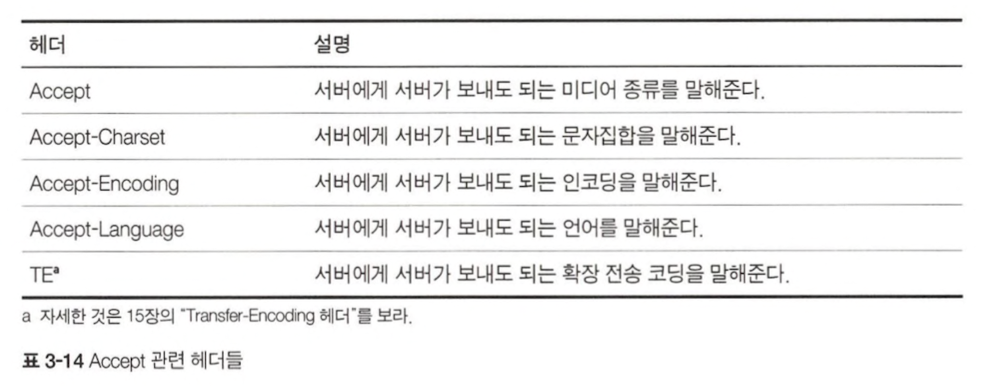 헤더 설명
Accept 서버에게 서버가 보내도 되는 미디어 종류를 말해준다.
Accept-Charset 서버에게 서버가 보내도 되는 문자집합을 말해준다.
Accept-Encoding 서버에게 서버가 보내도 되는 인코딩을 말해준다.
Accept-Language 서버에게 서버가 보내도 되는 언어를 말해준다.
TEª 서버에게 서버가 보내도 되는 확장 전송 코딩을 말해준다.
a 자세한 것은 15장의 "Transfer-Encoding 헤더"를 보라.
표 3-14 Accept 관련 헤더들